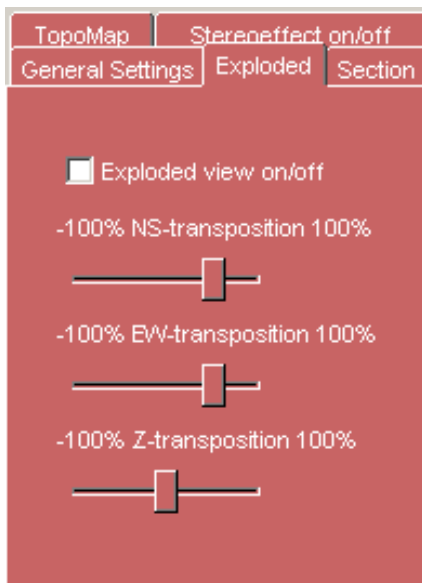 TopoMap Stereoeffect on/off
General Settings Exploded Section
Exploded view on/off
-100% NS-transposition 100%
-100% EW-transposition 100%
-100% Z-transposition 100%